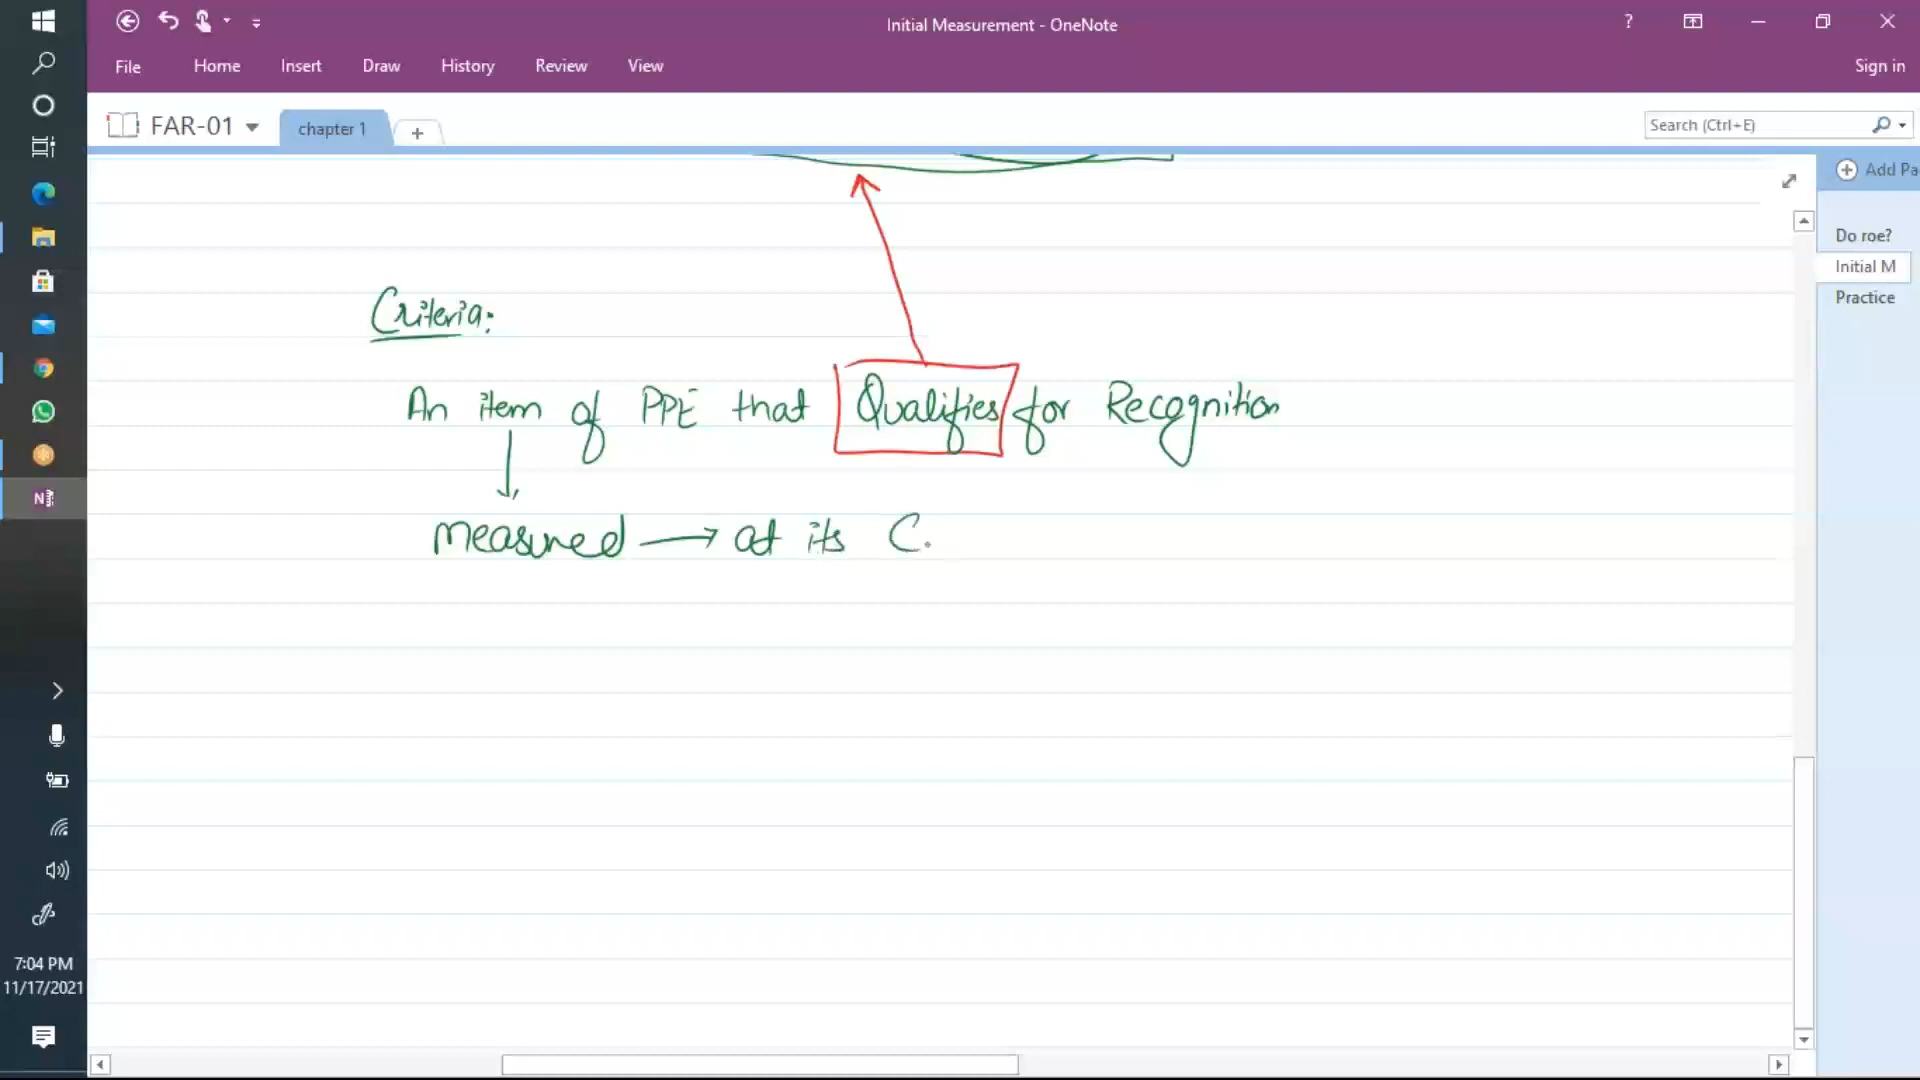 Initial Measurement - OneNote
?
File Home Insert Draw History Review View
Sign in
FAR-01 chapter 1 +
Search (Ctrl+E)
Add Pa
Do roe?
Initial M
Practice
Criteria:
An item of PPE that Qualifies for Recognition
Measured → at its C.
7:04 PM
11/17/2021